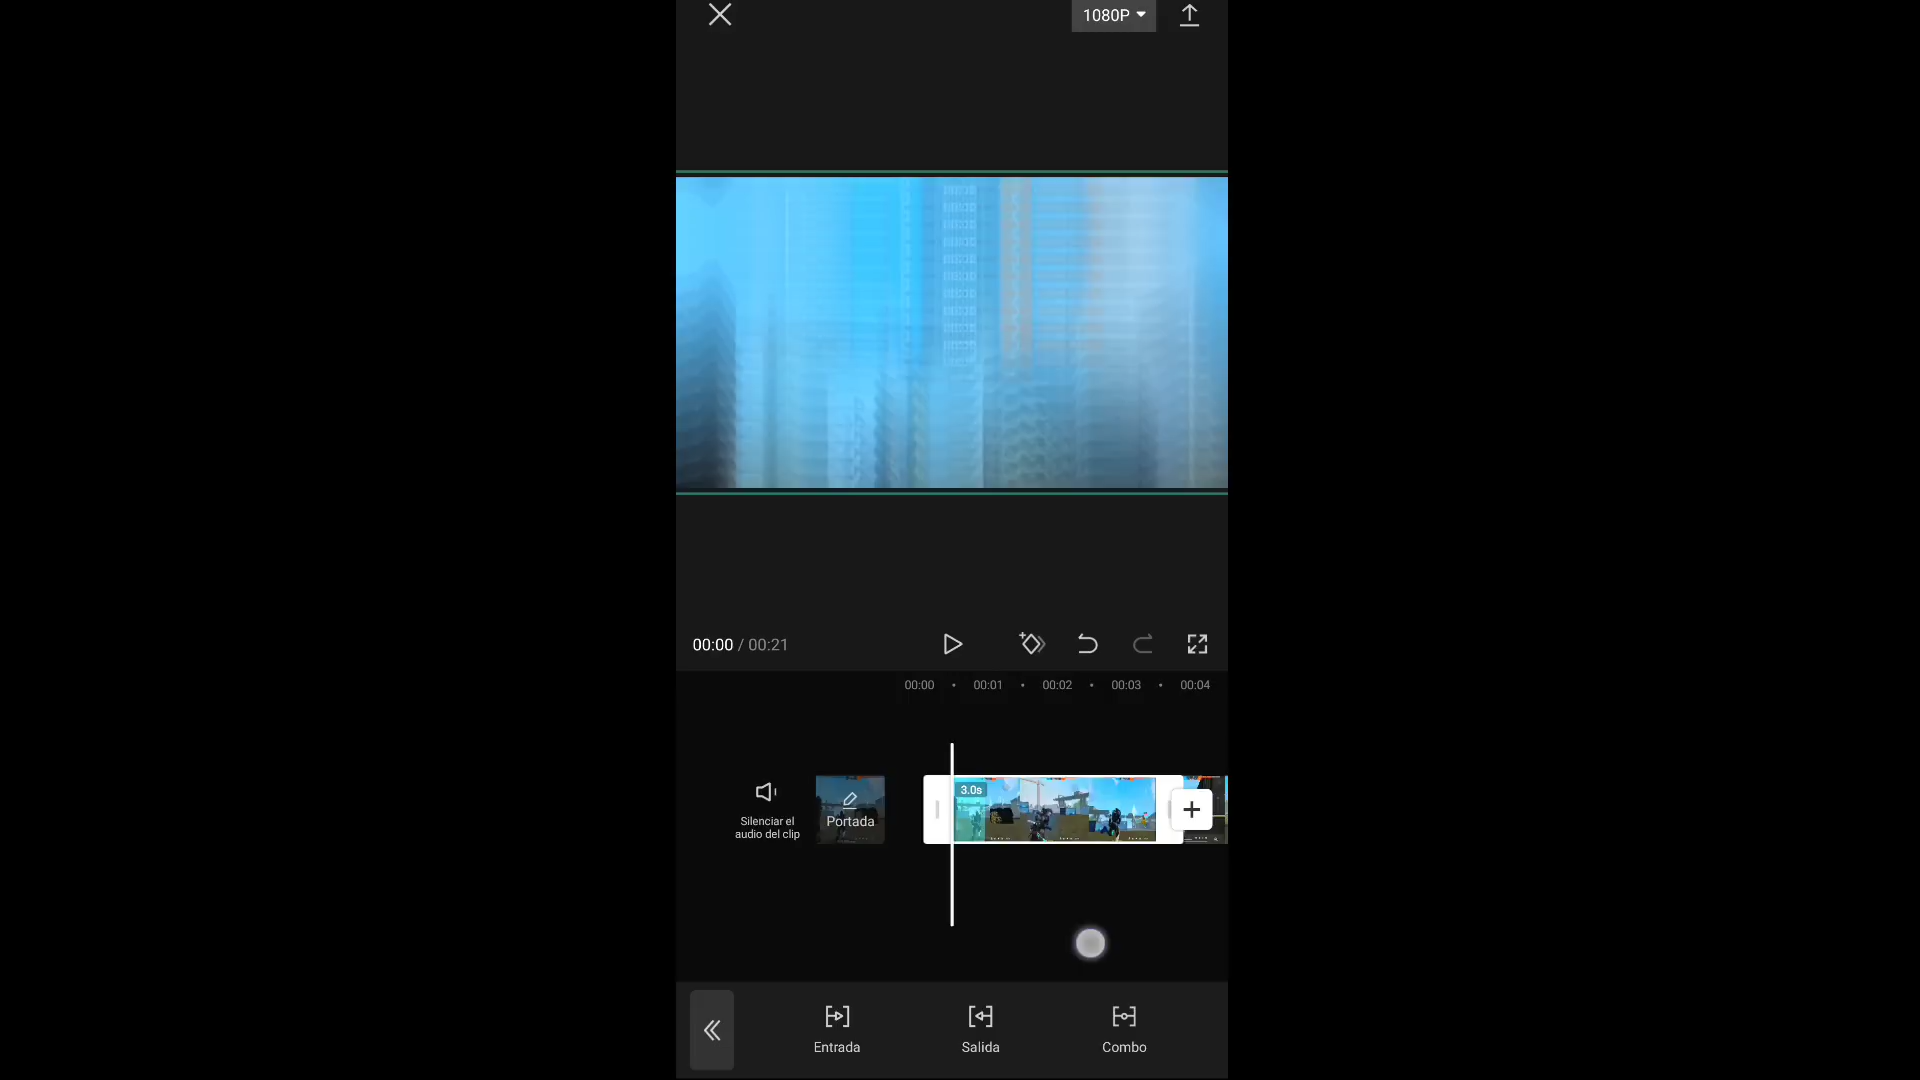 1080P
00:00 / 00:21
00:00 • 00:01 • 00:02 • 00:03 • 00:04
3.0s
Silenciar el
audio del clip
Portada
Entrada
Salida
Combo